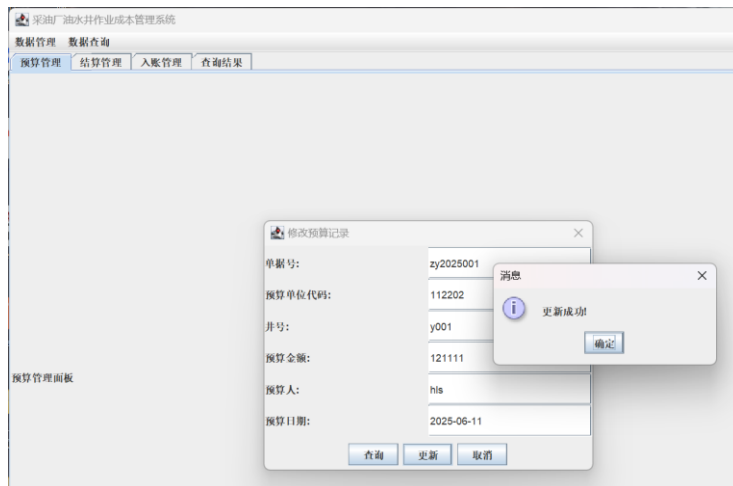 采油厂油水井作业成本管理系统
数据管理 数据查询
预算管理 结算管理 入账管理 查询结果
修改预算记录
单据号: zy2025001
消息
预算单位代码: 112202
更新成功!
井号: y001
确定
预算金额: 121111
预算管理面板
预算人: hls
预算日期: 2025-06-11
查询 更新 取消